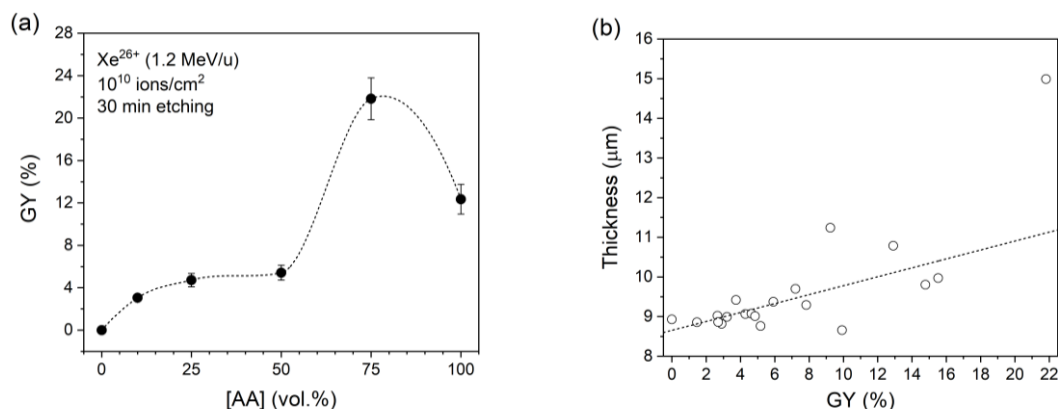 (a)
28
24
20
16
12
8
4
0
GY (%)
Xe²⁶⁺ (1.2 MeV/u)
10¹⁰ ions/cm²
30 min etching
0 25 50 75 100
[AA] (vol.%)
(b)
16
15
14
13
12
11
10
9
8
Thickness (μm)
0 2 4 6 8 10 12 14 16 18 20 22
GY (%)